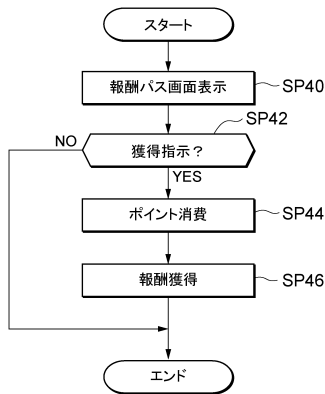 スタート
報酬パス画面表示
SP40
SP42
獲得指示?
NO
YES
ポイント消費
SP44
報酬獲得
SP46
エンド